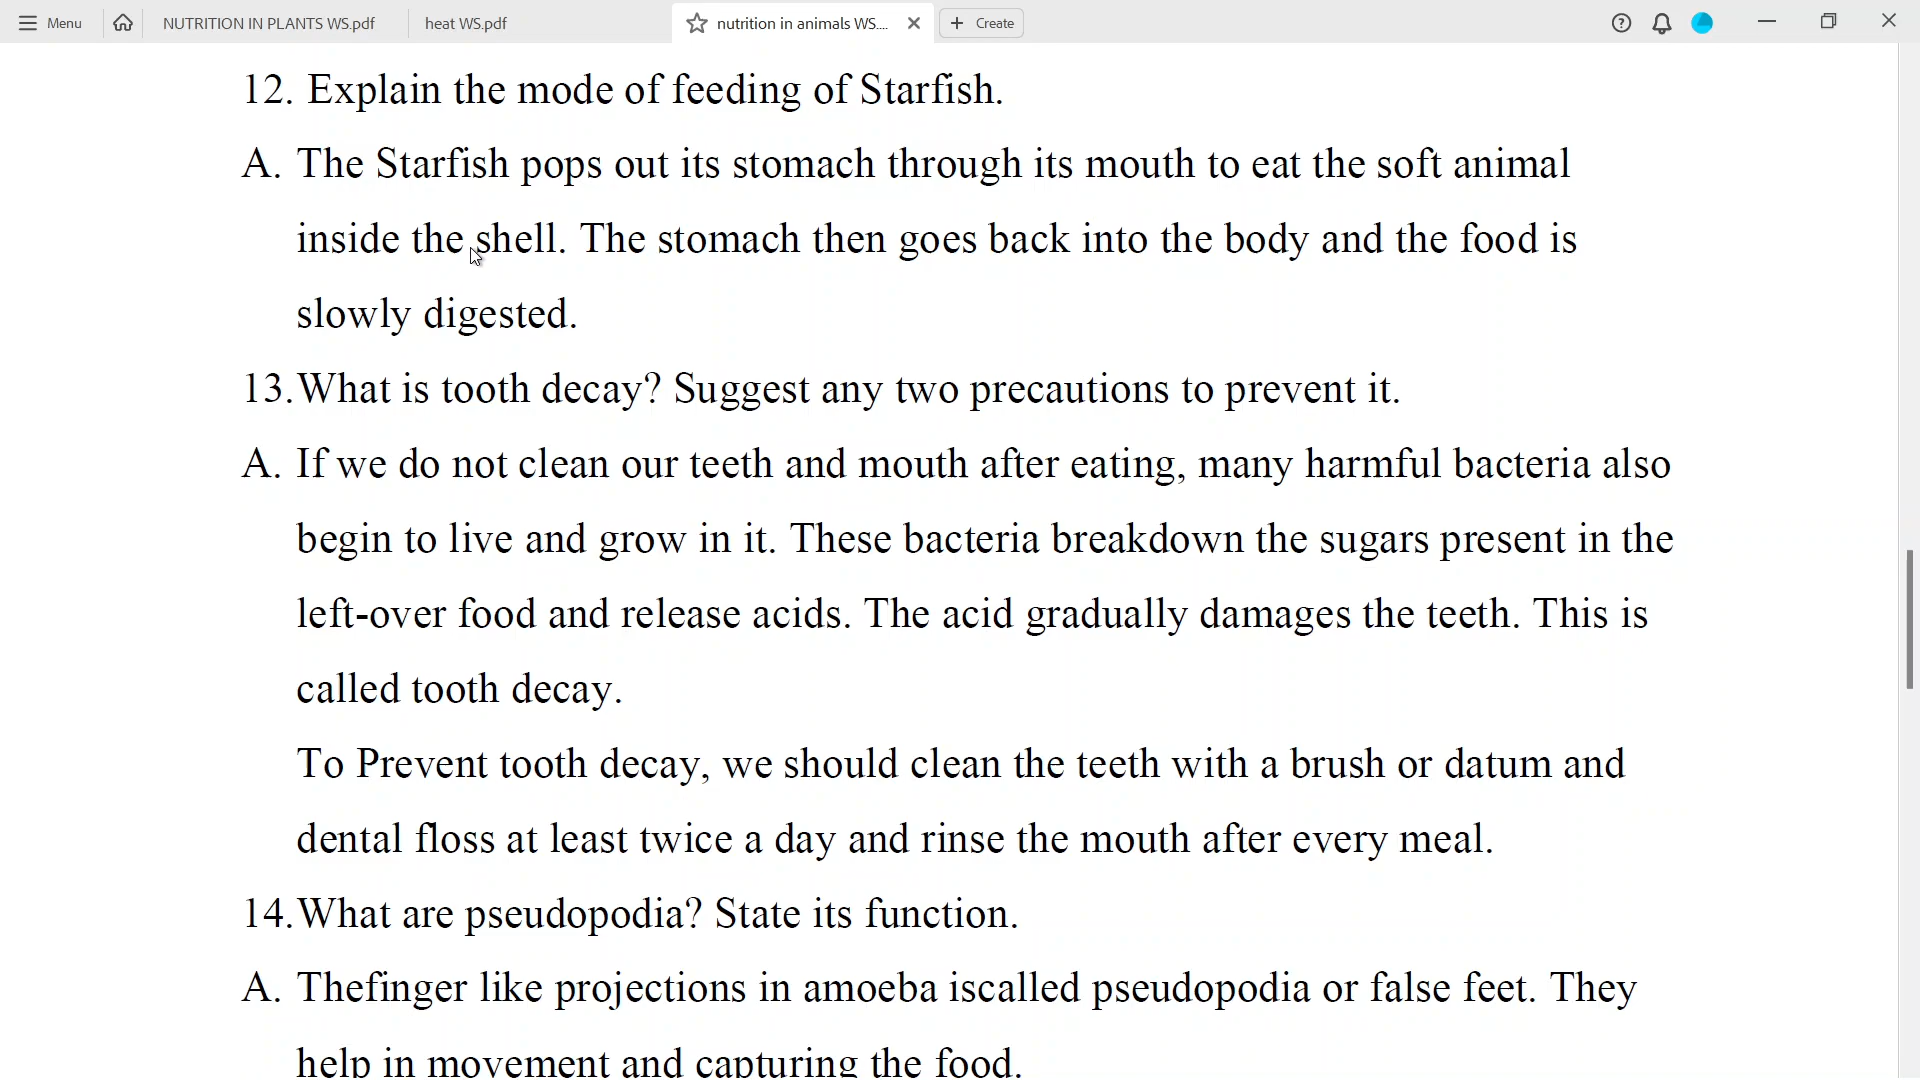 Menu
NUTRITION IN PLANTS WS.pdf
heat WS.pdf
nutrition in animals WS....
Create
12. Explain the mode of feeding of Starfish.
A. The Starfish pops out its stomach through its mouth to eat the soft animal
inside the shell. The stomach then goes back into the body and the food is
slowly digested.
13.What is tooth decay? Suggest any two precautions to prevent it.
A. If we do not clean our teeth and mouth after eating, many harmful bacteria also
begin to live and grow in it. These bacteria breakdown the sugars present in the
left-over food and release acids. The acid gradually damages the teeth. This is
called tooth decay.
To Prevent tooth decay, we should clean the teeth with a brush or datum and
dental floss at least twice a day and rinse the mouth after every meal.
14.What are pseudopodia? State its function.
A. Thefinger like projections in amoeba iscalled pseudopodia or false feet. They
help in movement and capturing the food.